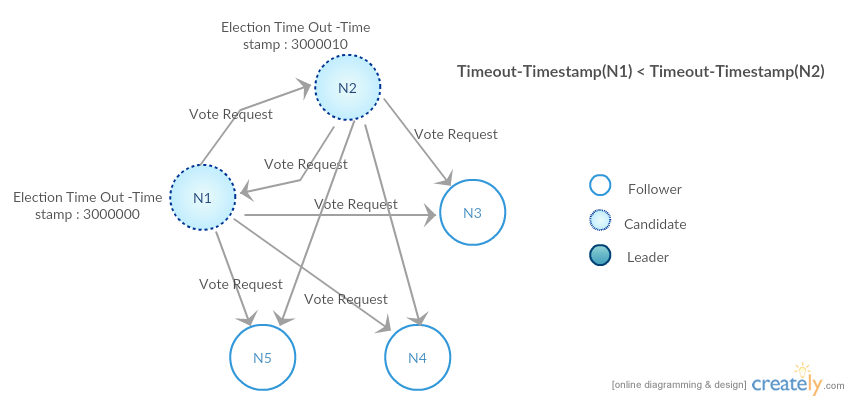 Election Time Out -Time
stamp : 3000010
Timeout-Timestamp(N1) < Timeout-Timestamp(N2)
N2
Vote Request
Vote Request
Vote Request
Election Time Out -Time
stamp : 3000000
N1
Vote Request
N3
Follower
Candidate
Leader
Vote Request
Vote Request
N5
N4
[online diagramming & design]
creately.com